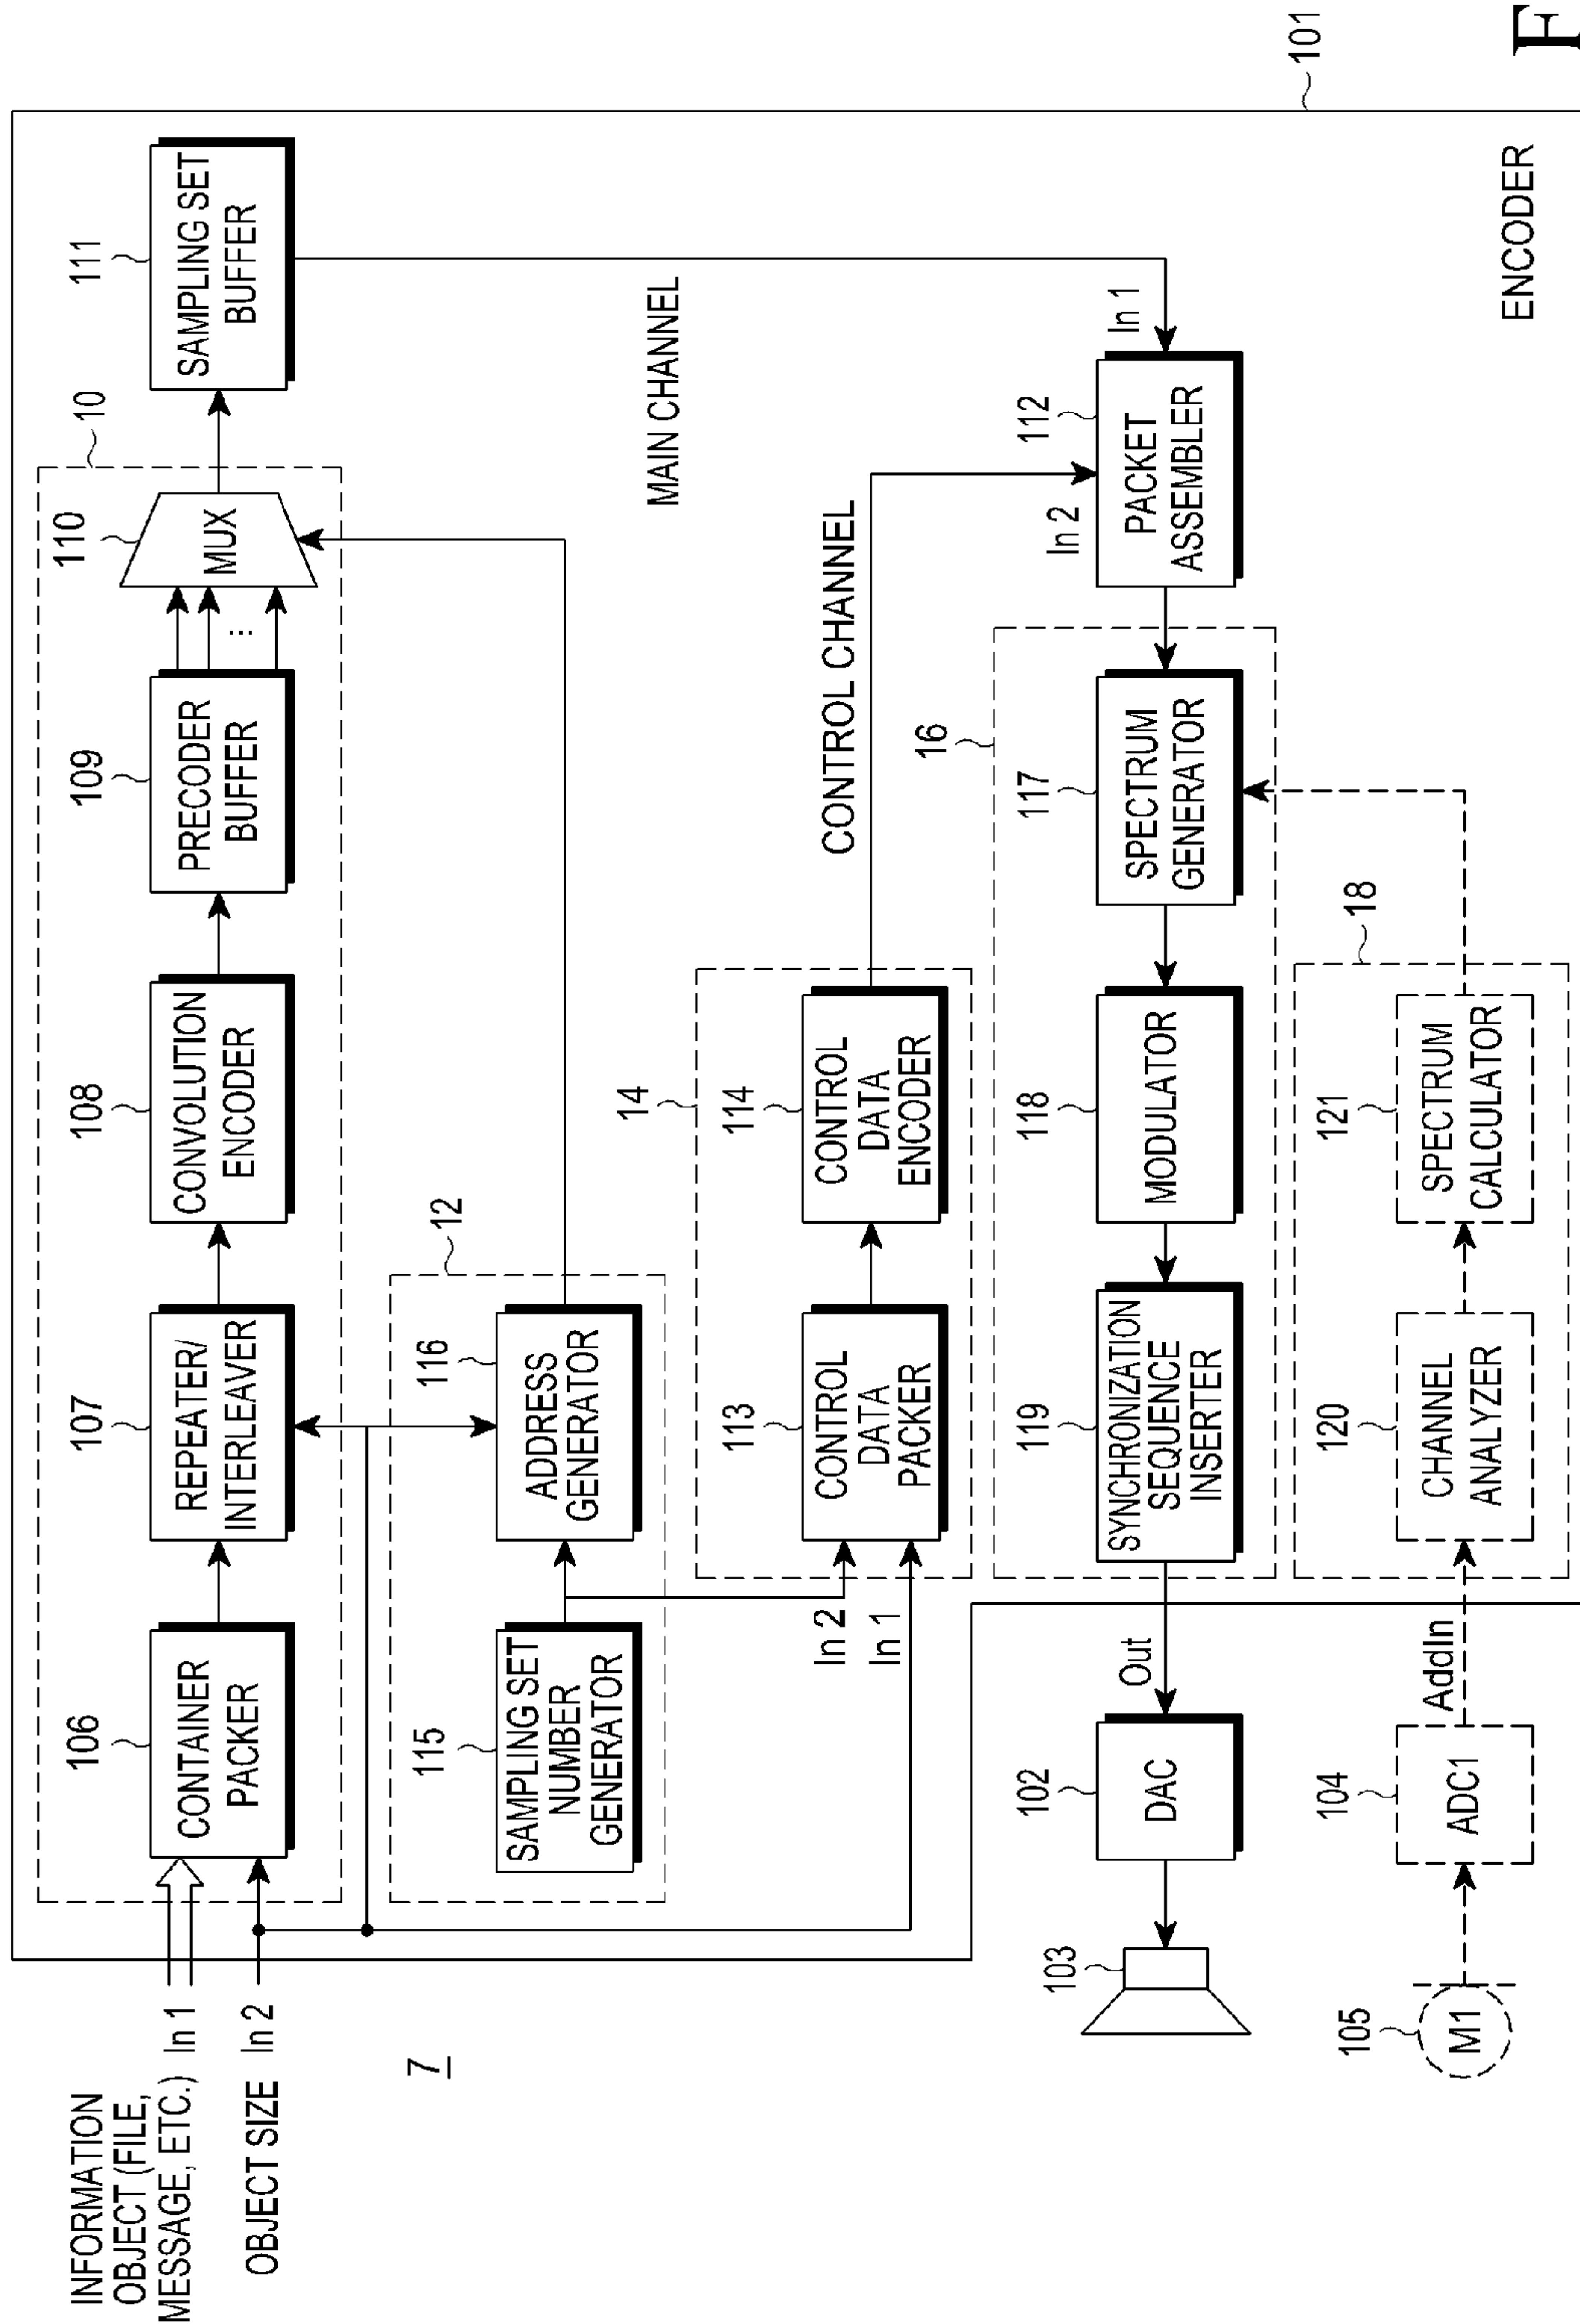 INFORMATION
OBJECT (FILE,
MESSAGE, ETC.)
In 1
OBJECT SIZE
In 2
7
106
CONTAINER
PACKER
107
REPEATER/
INTERLEAVER
108
CONVOLUTION
ENCODER
109
PRECODER
BUFFER
...
110
MUX
10
111
SAMPLING SET
BUFFER
12
115
SAMPLING SET
NUMBER
GENERATOR
116
ADDRESS
GENERATOR
MAIN CHANNEL
14
In 2
In 1
113
CONTROL
DATA
PACKER
114
CONTROL
DATA
ENCODER
CONTROL CHANNEL
In 1
In 2
112
PACKET
ASSEMBLER
16
117
SPECTRUM
GENERATOR
118
MODULATOR
119
SYNCHRONIZATION
SEQUENCE
INSERTER
Out
102
DAC
103
105
M1
104
ADC1
AddIn
18
120
CHANNEL
ANALYZER
121
SPECTRUM
CALCULATOR
ENCODER
101
F